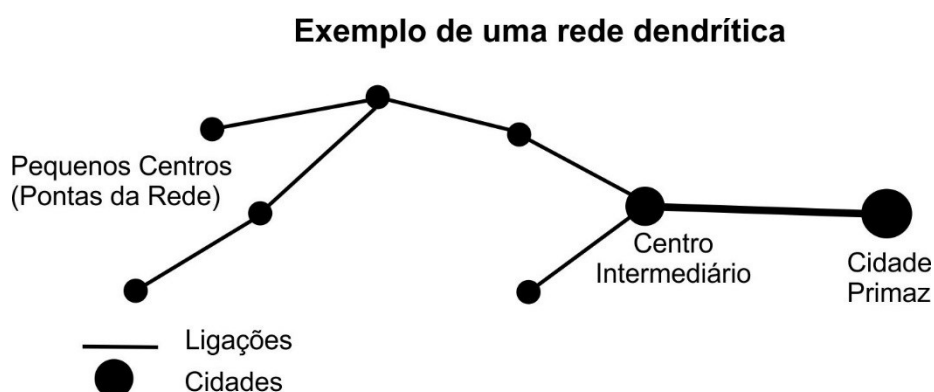 Exemplo de uma rede dendrítica
Pequenos Centros
(Pontas da Rede)
Centro
Intermediário
Cidade
Primaz
Ligações
Cidades